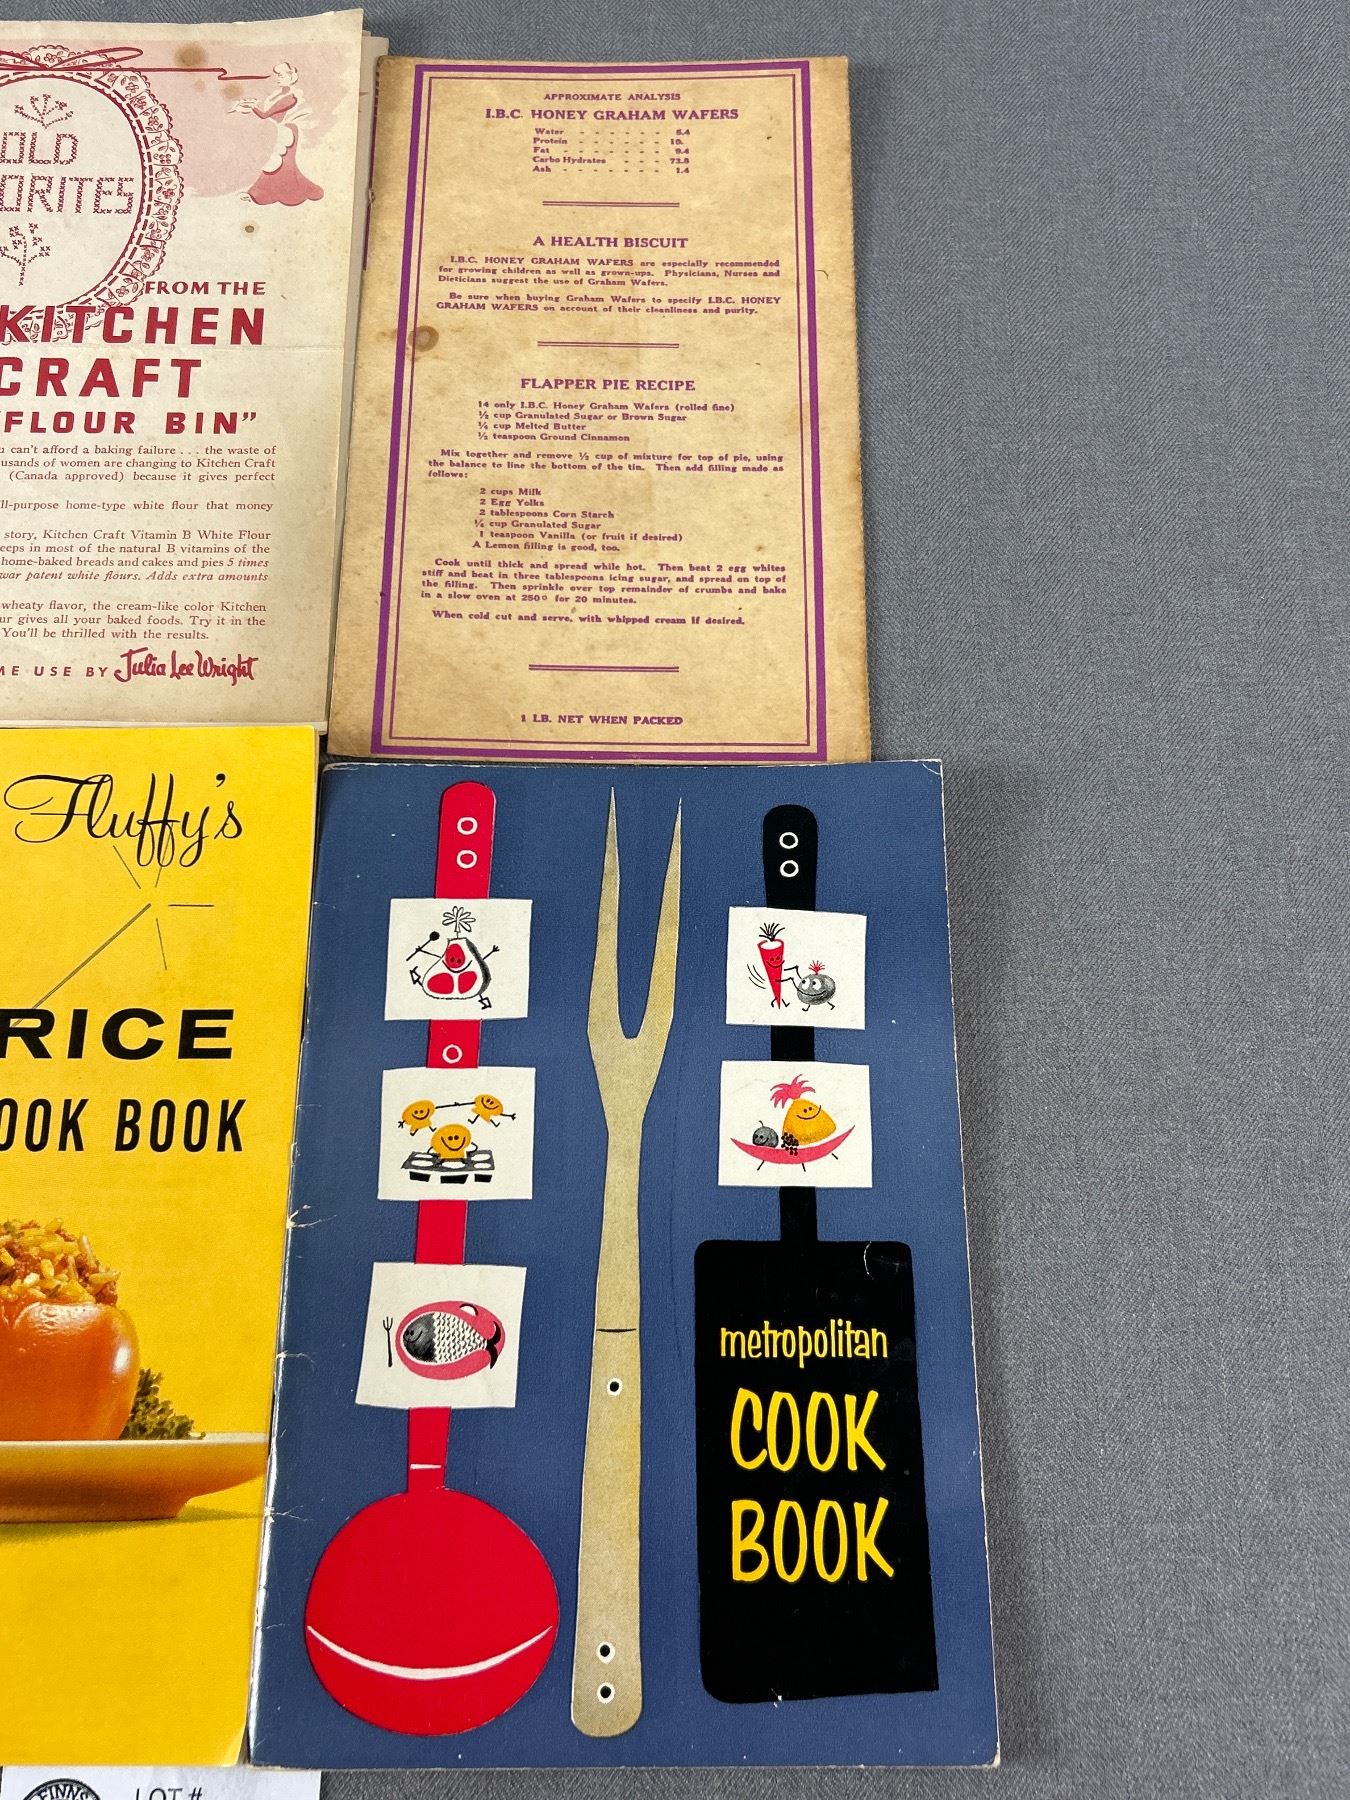 OLD
FROM THE
KITCHEN
CRAFT
"FLOUR BIN"
can't afford a baking failure . . . the waste of
usands of women are changing to Kitchen Craft
(Canada approved) because it gives perfect
ll-purpose home-type white flour that money
story, Kitchen Craft Vitamin B White Flour
eeps in most of the natural B vitamins of the
home-baked breads and cakes and pies 5 times
war patent white flours. Adds extra amounts
wheaty flavor, the cream-like color Kitchen
ur gives all your baked foods. Try it in the
You'll be thrilled with the results.
ME USE BY Julia Lee Wright
APPROXIMATE ANALYSIS
I.B.C. HONEY GRAHAM WAFERS
Water - - - - - - 5.4
Protein - - - - - - 10.
Fat - - - - - - 9.4
Carbo Hydrates - - - 73.8
Ash - - - - - - 1.4
A HEALTH BISCUIT
I.B.C. HONEY GRAHAM WAFERS are especially recommended
for growing children as well as grown-ups. Physicians, Nurses and
Dieticians suggest the use of Graham Wafers.
Be sure when buying Graham Wafers to specify I.B.C. HONEY
GRAHAM WAFERS on account of their cleanliness and purity.
FLAPPER PIE RECIPE
14 only I.B.C. Honey Graham Wafers (rolled fine)
½ cup Granulated Sugar or Brown Sugar
¼ cup Melted Butter
½ teaspoon Ground Cinnamon
Mix together and remove ½ cup of mixture for top of pie, using
the balance to line the bottom of the tin. Then add filling made as
follows:
2 cups Milk
2 Egg Yolks
2 tablespoons Corn Starch
¼ cup Granulated Sugar
1 teaspoon Vanilla (or fruit if desired)
A Lemon filling is good, too.
Cook until thick and spread while hot. Then beat 2 egg whites
stiff and beat in three tablespoons icing sugar, and spread on top of
the filling. Then sprinkle over top remainder of crumbs and bake
in a slow oven at 250° for 20 minutes.
When cold cut and serve, with whipped cream if desired.
1 LB. NET WHEN PACKED
Fluffy's
RICE
OOK BOOK
metropolitan
COOK
BOOK
FINNS
LOT #